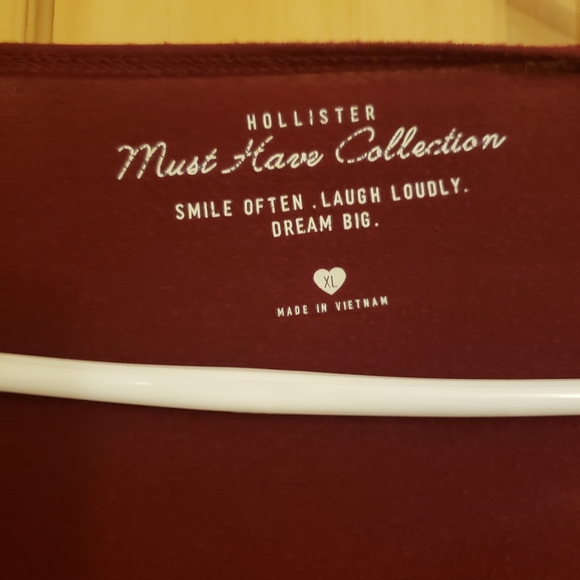 HOLLISTER
Must Have Collection
SMILE OFTEN . LAUGH LOUDLY.
DREAM BIG.
XL
MADE IN VIETNAM